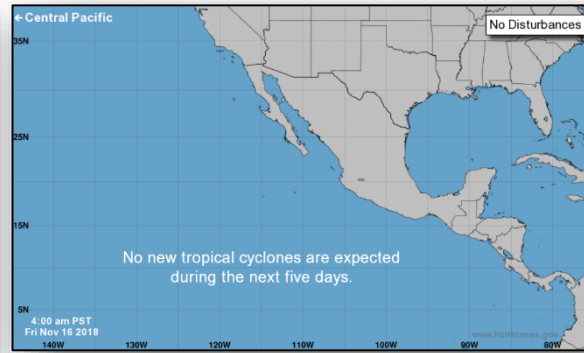 ←Central Pacific
No Disturbances
35N
25N
15N
No new tropical cyclones are expected
during the next five days.
5N
4:00 am PST
Fri Nov 16 2018
www.hurricanes.gov
140W
130W
120W
110W
100W
90W
80W